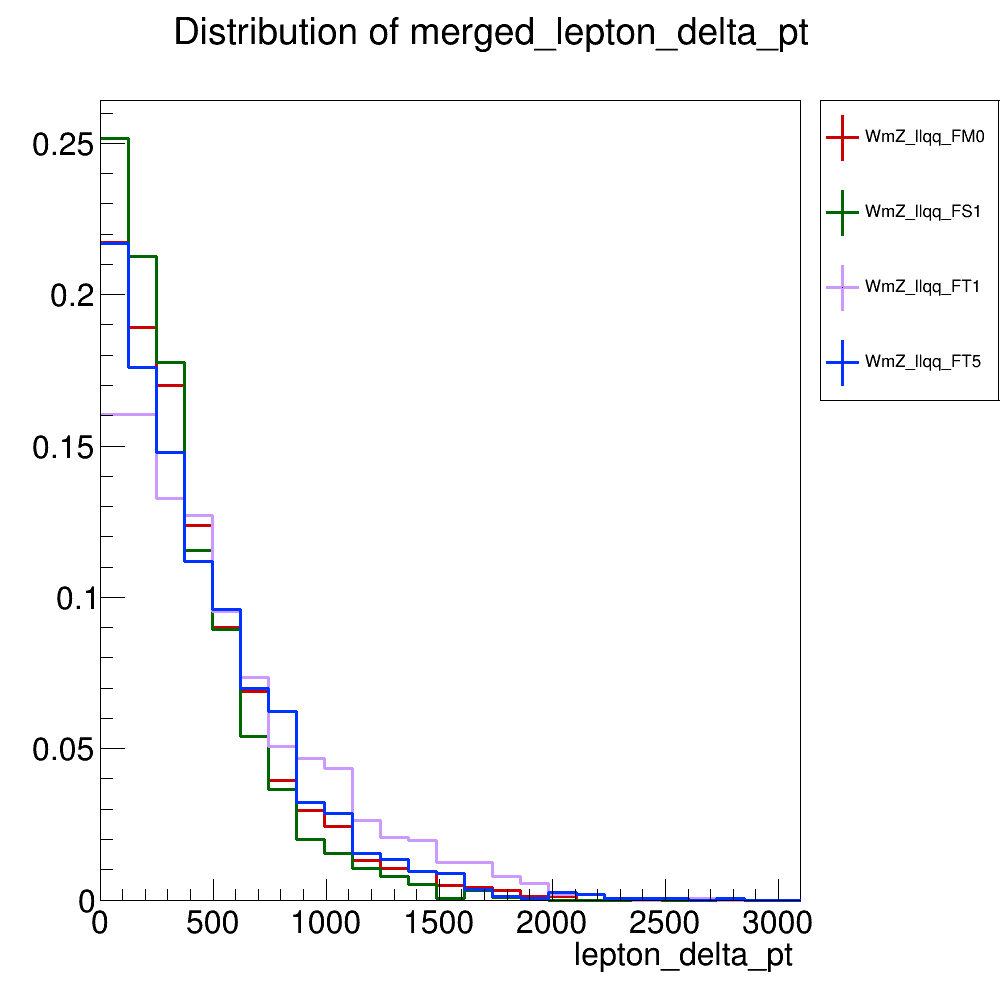 Distribution of merged_lepton_delta_pt
WmZ_llqq_FM0
WmZ_llqq_FS1
WmZ_llqq_FT1
WmZ_llqq_FT5
0.25
0.2
0.15
0.1
0.05
0
0 500 1000 1500 2000 2500 3000
lepton_delta_pt